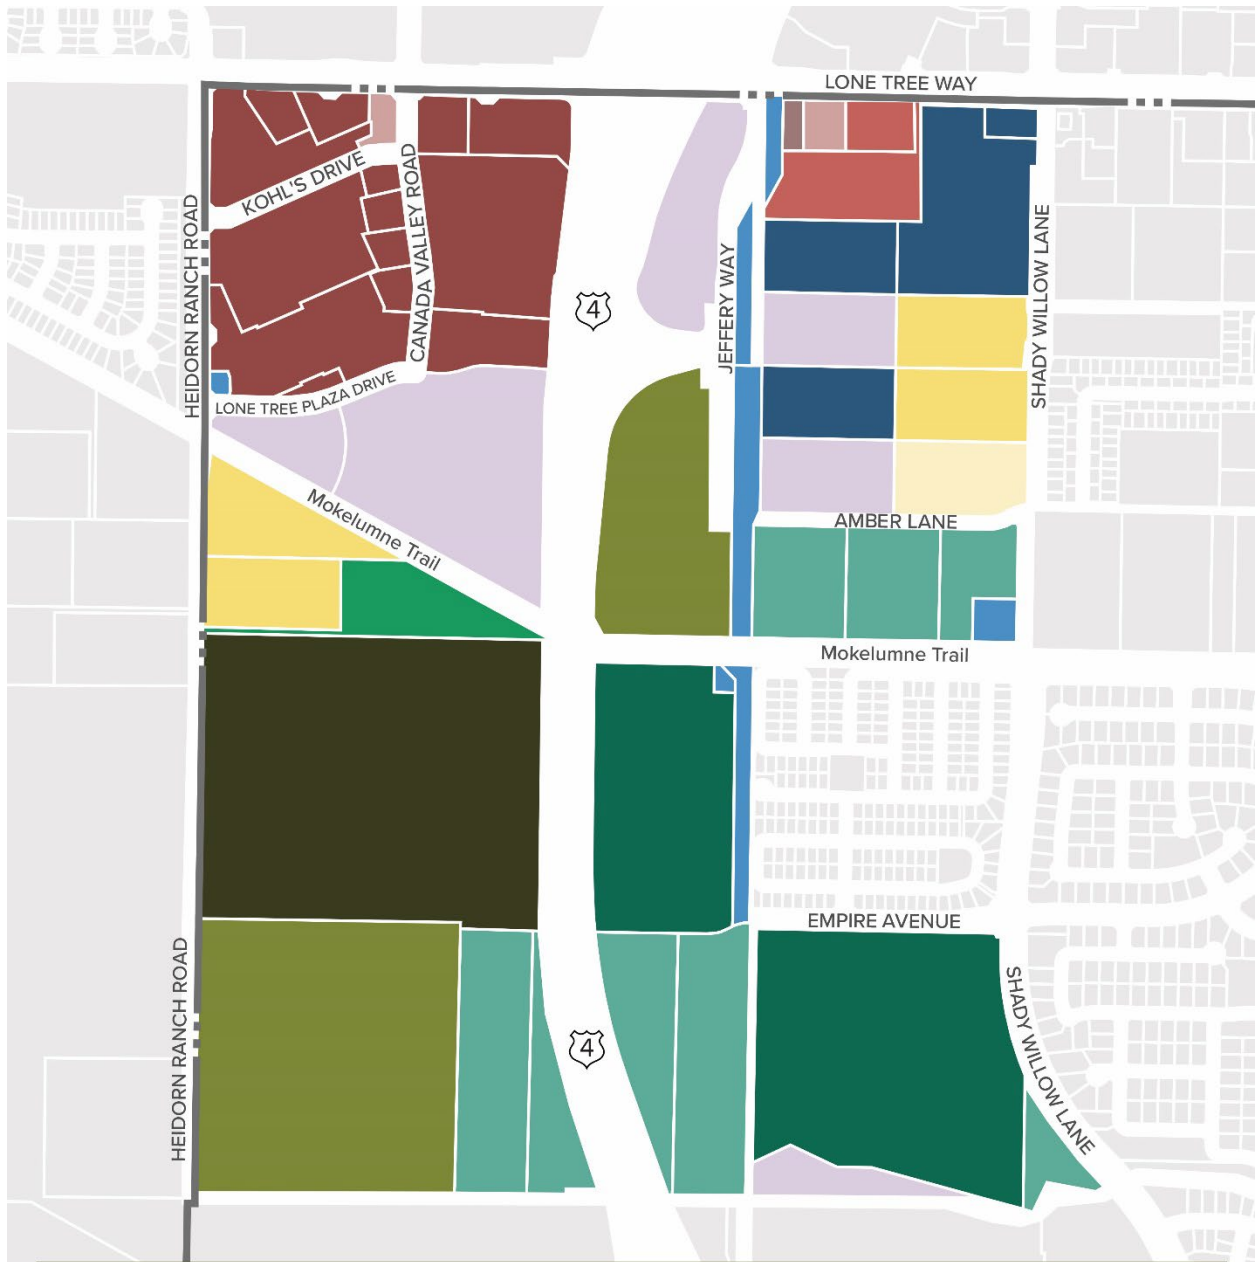 LONE TREE WAY
KOHL'S DRIVE
CANADA VALLEY ROAD
HEIDORN RANCH ROAD
SHADY WILLOW LANE
JEFFERY WAY
4
LONE TREE PLAZA DRIVE
Mokelumne Trail
AMBER LANE
Mokelumne Trail
EMPIRE AVENUE
HEIDORN RANCH ROAD
4
SHADY WILLOW LANE